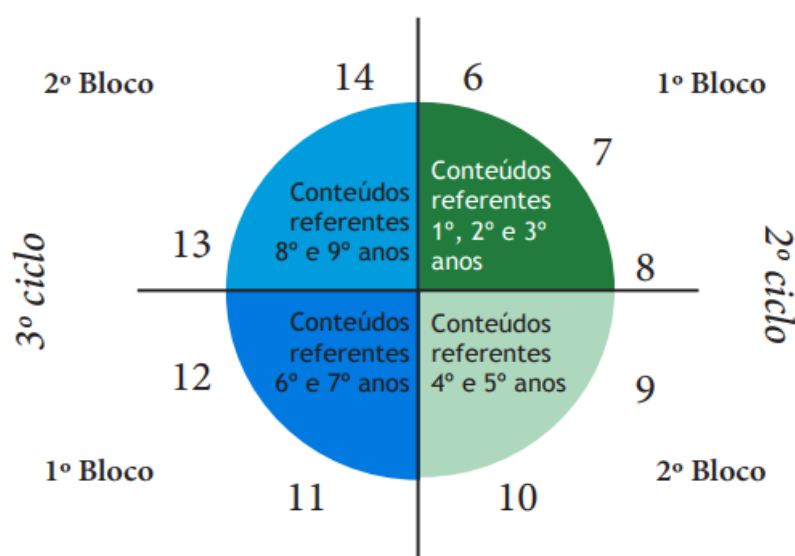 2º Bloco
14
6
1º Bloco
7
Conteúdos
referentes
8º e 9º anos
Conteúdos
referentes
1º, 2º e 3º
anos
13
8
3º ciclo
2º ciclo
Conteúdos
referentes
6º e 7º anos
Conteúdos
referentes
4º e 5º anos
12
9
1º Bloco
11
10
2º Bloco